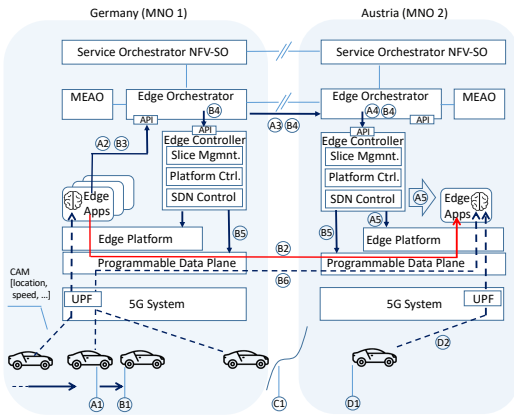 Germany (MNO 1)
Austria (MNO 2)
Service Orchestrator NFV-SO
Service Orchestrator NFV-SO
MEAO
Edge Orchestrator
B4
API
A3 B4
Edge Orchestrator
A4 B4
API
MEAO
A2 B3
API
Edge Controller
Slice Mgmnt.
Platform Ctrl.
SDN Control
API
Edge Controller
Slice Mgmnt.
Platform Ctrl.
SDN Control
A5
Edge
Apps
Edge
Apps
A5
Edge Platform
B5
B2
B5
Edge Platform
Programmable Data Plane
Programmable Data Plane
B6
CAM
[location,
speed, ...]
UPF
5G System
5G System
UPF
D2
A1
B1
C1
D1